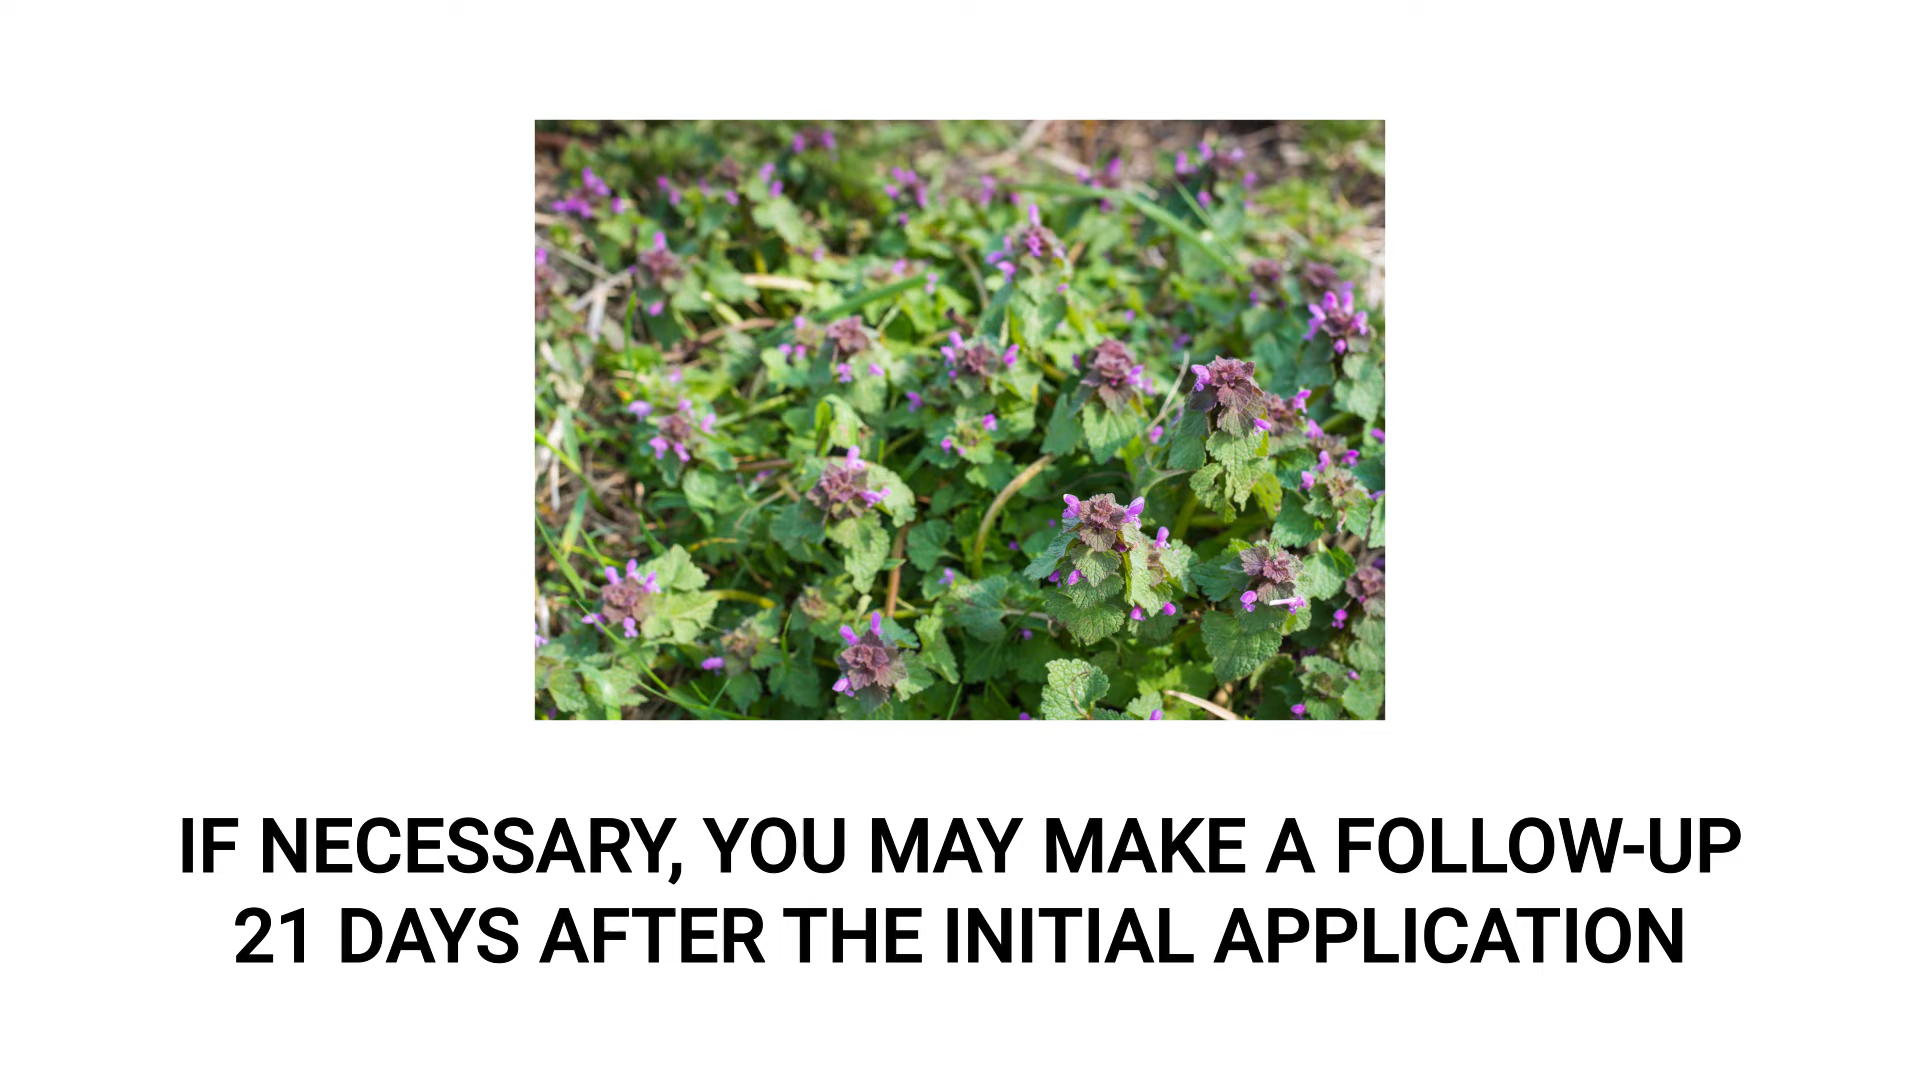 IF NECESSARY, YOU MAY MAKE A FOLLOW-UP
21 DAYS AFTER THE INITIAL APPLICATION